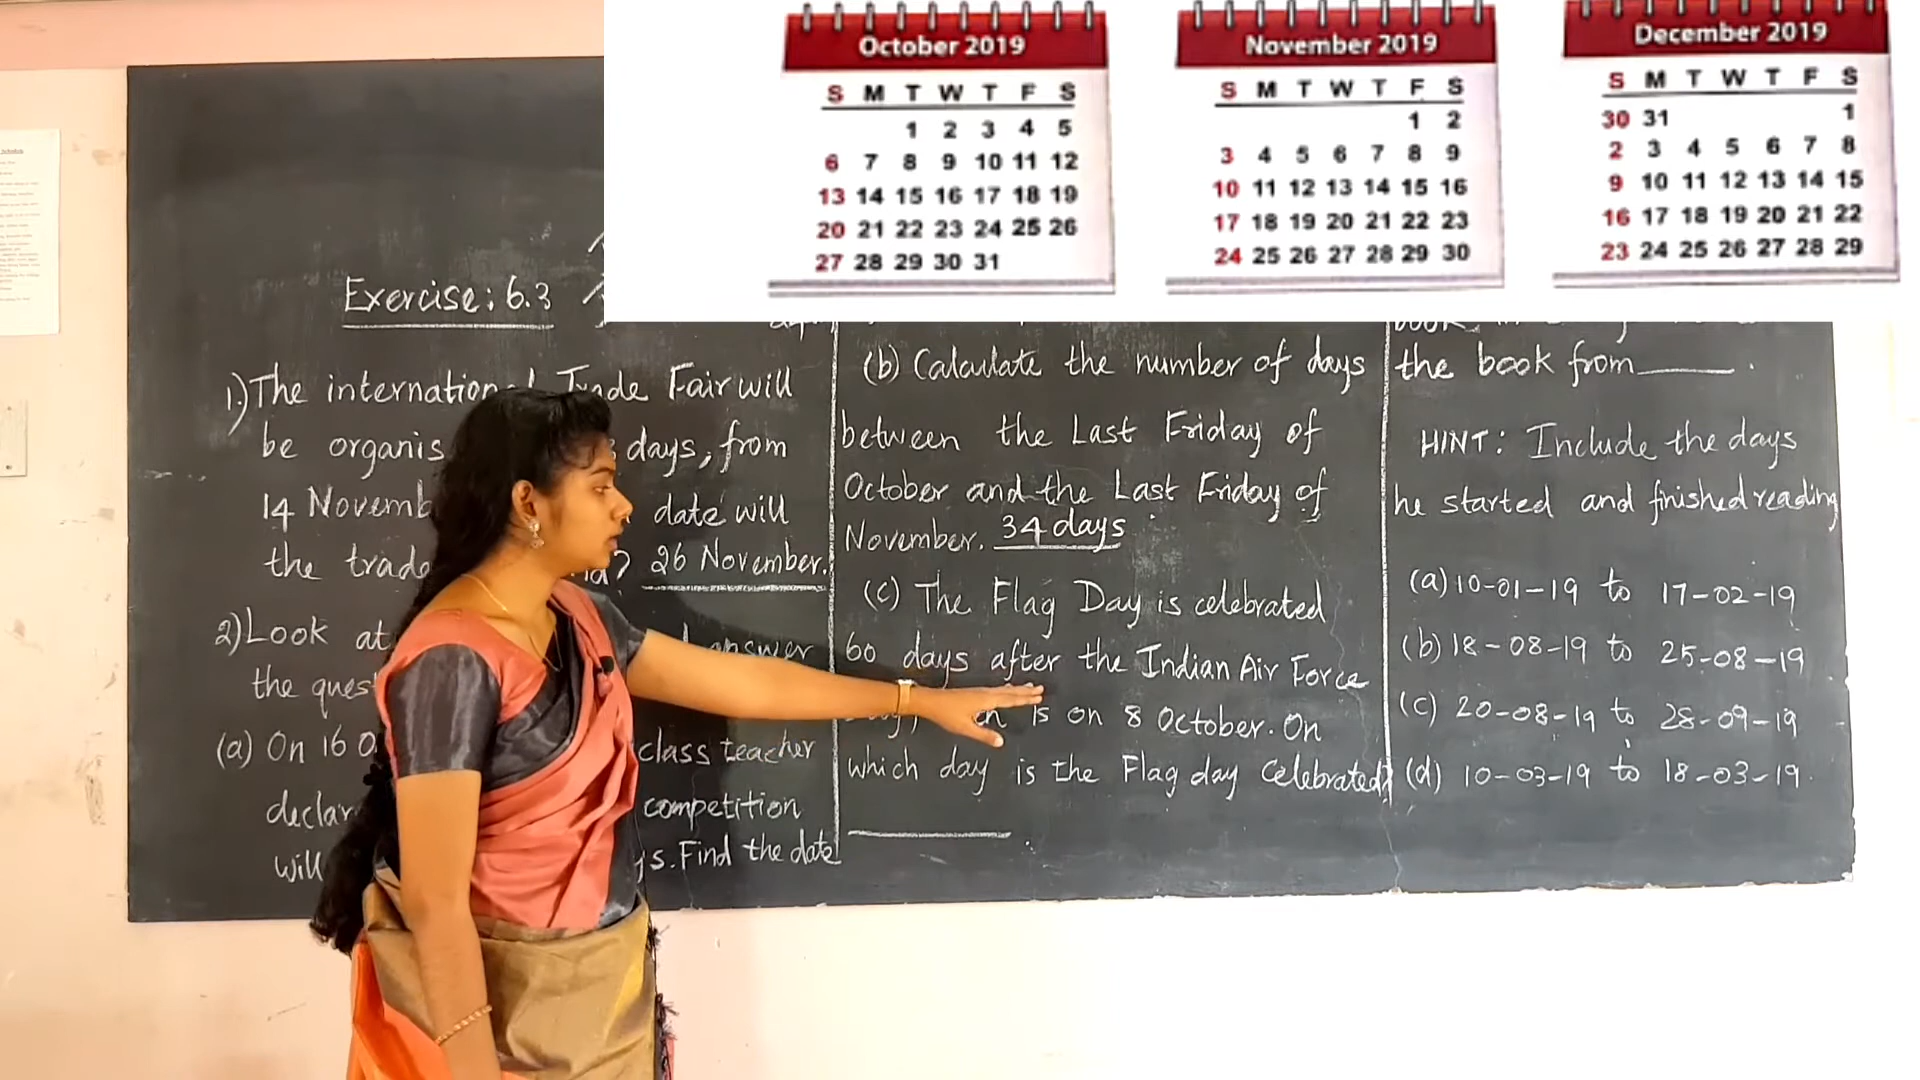 October 2019
S M T W T F S
1 2 3 4 5
6 7 8 9 10 11 12
13 14 15 16 17 18 19
20 21 22 23 24 25 26
27 28 29 30 31
November 2019
S M T W T F S
1 2
3 4 5 6 7 8 9
10 11 12 13 14 15 16
17 18 19 20 21 22 23
24 25 26 27 28 29 30
December 2019
S M T W T F S
30 31 1
2 3 4 5 6 7 8
9 10 11 12 13 14 15
16 17 18 19 20 21 22
23 24 25 26 27 28 29
Exercise: 6.3
1) The international Trade Fair will
be days, from
14 date will
the ? 26 November.
2) Look at answer
the
(a) On 16 class teacher
competition
will Find the date
(b) Calculate the number of days
between the Last Friday of
October and the Last Friday of
November. 34 days
(c) The Flag Day is celebrated
60 days after the Indian Air Force
is on 8 October. On
which day is the Flag day celebrated?
the book from ______.
HINT: Include the days
he started and finished reading
(a) 10-01-19 to 17-02-19
(b) 18-08-19 to 25-08-19
(c) 20-08-19 to 28-09-19
(d) 10-03-19 to 18-03-19.